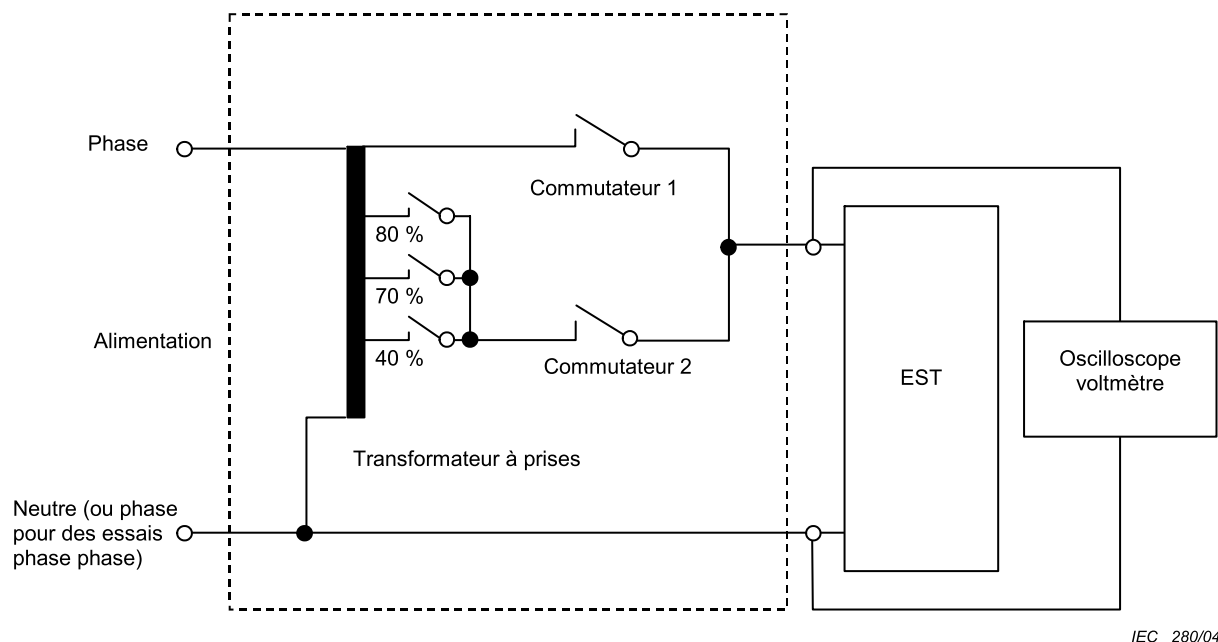 Phase
Commutateur 1
80 %
70 %
Alimentation
40 %
Commutateur 2
Oscilloscope
voltmètre
EST
Transformateur à prises
Neutre (ou phase
pour des essais
phase phase)
IEC 280/04